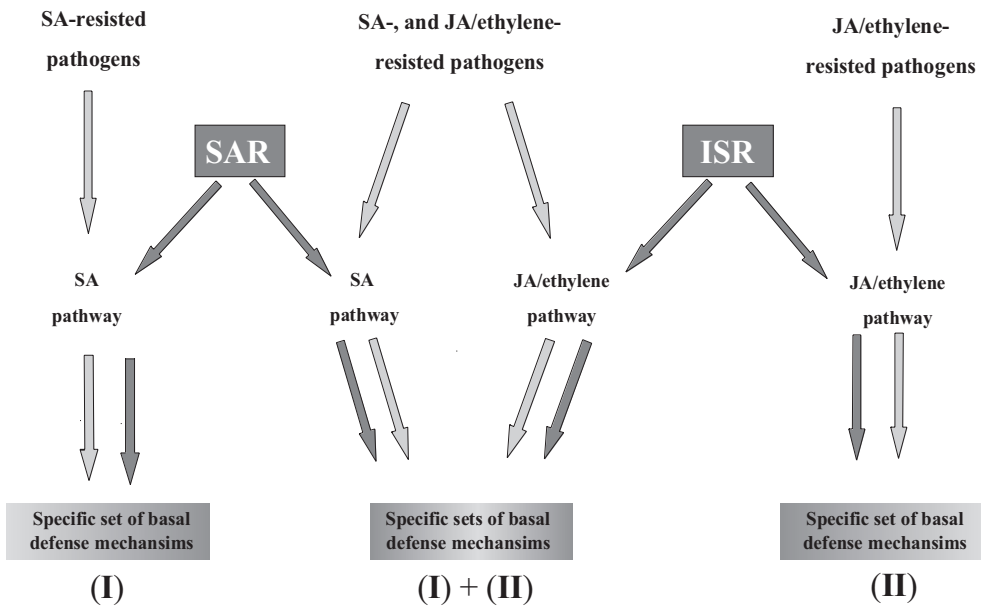 SA-resisted
pathogens
SA-, and JA/ethylene-
resisted pathogens
JA/ethylene-
resisted pathogens
SAR
ISR
SA
pathway
SA
pathway
JA/ethylene
pathway
JA/ethylene
pathway
Specific set of basal
defense mechansims
Specific sets of basal
defense mechansims
Specific set of basal
defense mechansims
(I)
(I) + (II)
(II)